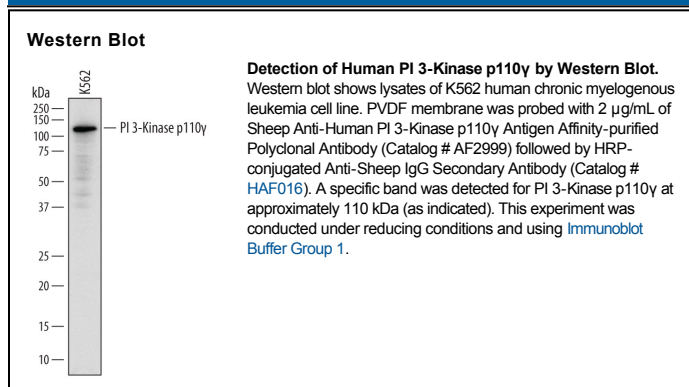 Western Blot
kDa
K562
250
150
100
75
50
37
25
20
15
10
PI 3-Kinase p110γ
Detection of Human PI 3-Kinase p110γ by Western Blot.
Western blot shows lysates of K562 human chronic myelogenous
leukemia cell line. PVDF membrane was probed with 2 µg/mL of
Sheep Anti-Human PI 3-Kinase p110γ Antigen Affinity-purified
Polyclonal Antibody (Catalog # AF2999) followed by HRP-
conjugated Anti-Sheep IgG Secondary Antibody (Catalog #
HAF016). A specific band was detected for PI 3-Kinase p110γ at
approximately 110 kDa (as indicated). This experiment was
conducted under reducing conditions and using Immunoblot
Buffer Group 1.